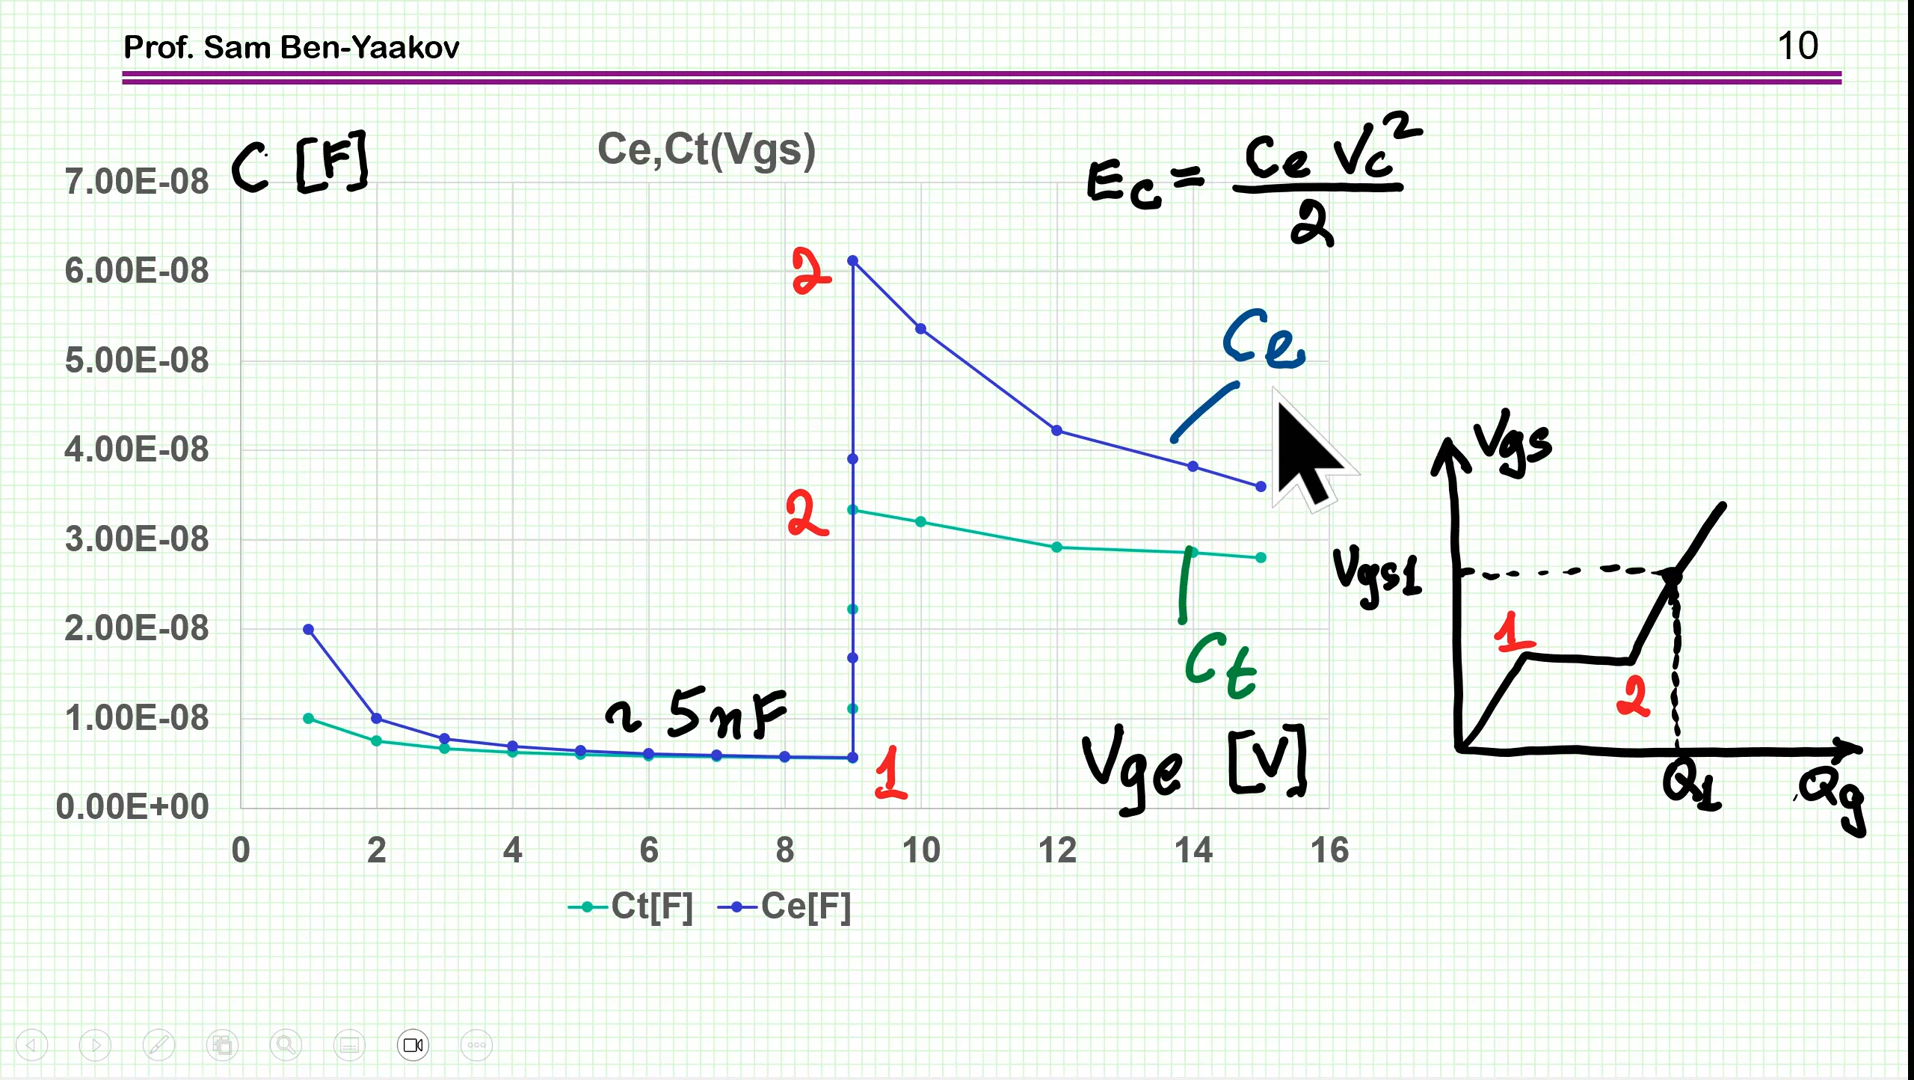 Prof. Sam Ben-Yaakov
10
C [F]
Ce,Ct(Vgs)
Ec = Ce Vc²
2
7.00E-08
6.00E-08
5.00E-08
4.00E-08
3.00E-08
2.00E-08
1.00E-08
0.00E+00
2
2
1
~ 5nF
Ce
Ct
Vge [V]
0 2 4 6 8 10 12 14 16
Ct[F] Ce[F]
Vgs
Vgs1
1
2
Q1
Qg